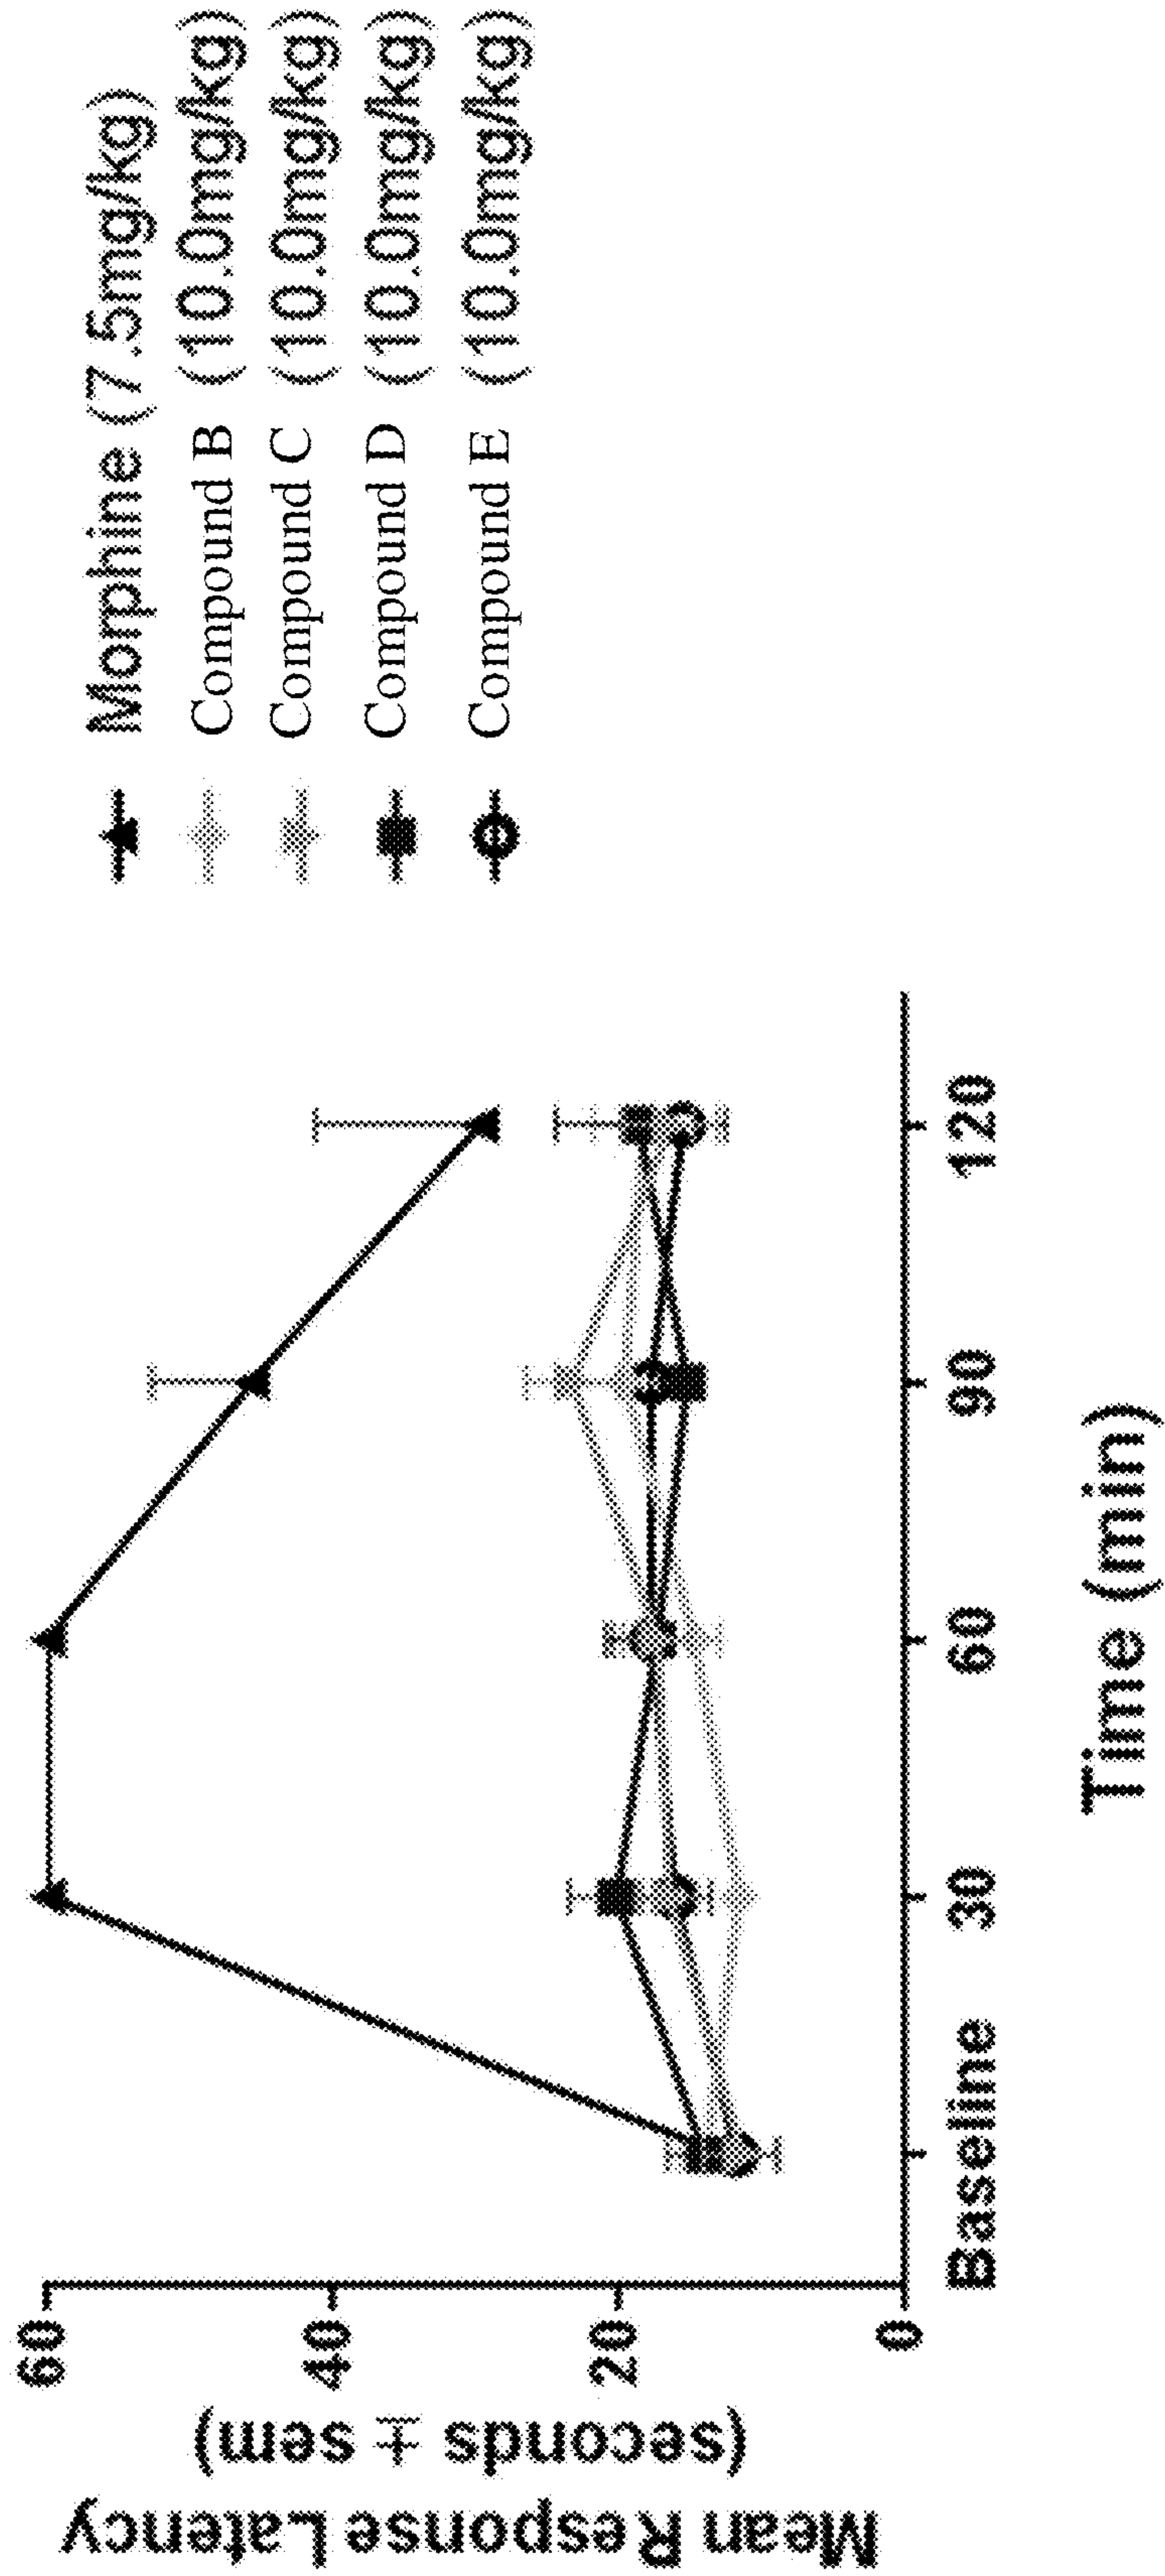 Morphine (7.5mg/kg)
Compound B (10.0mg/kg)
Compound C (10.0mg/kg)
Compound D (10.0mg/kg)
Compound E (10.0mg/kg)
Mean Response Latency
(seconds ± sem)
60
40
20
0
Baseline 30 60 90 120
Time (min)